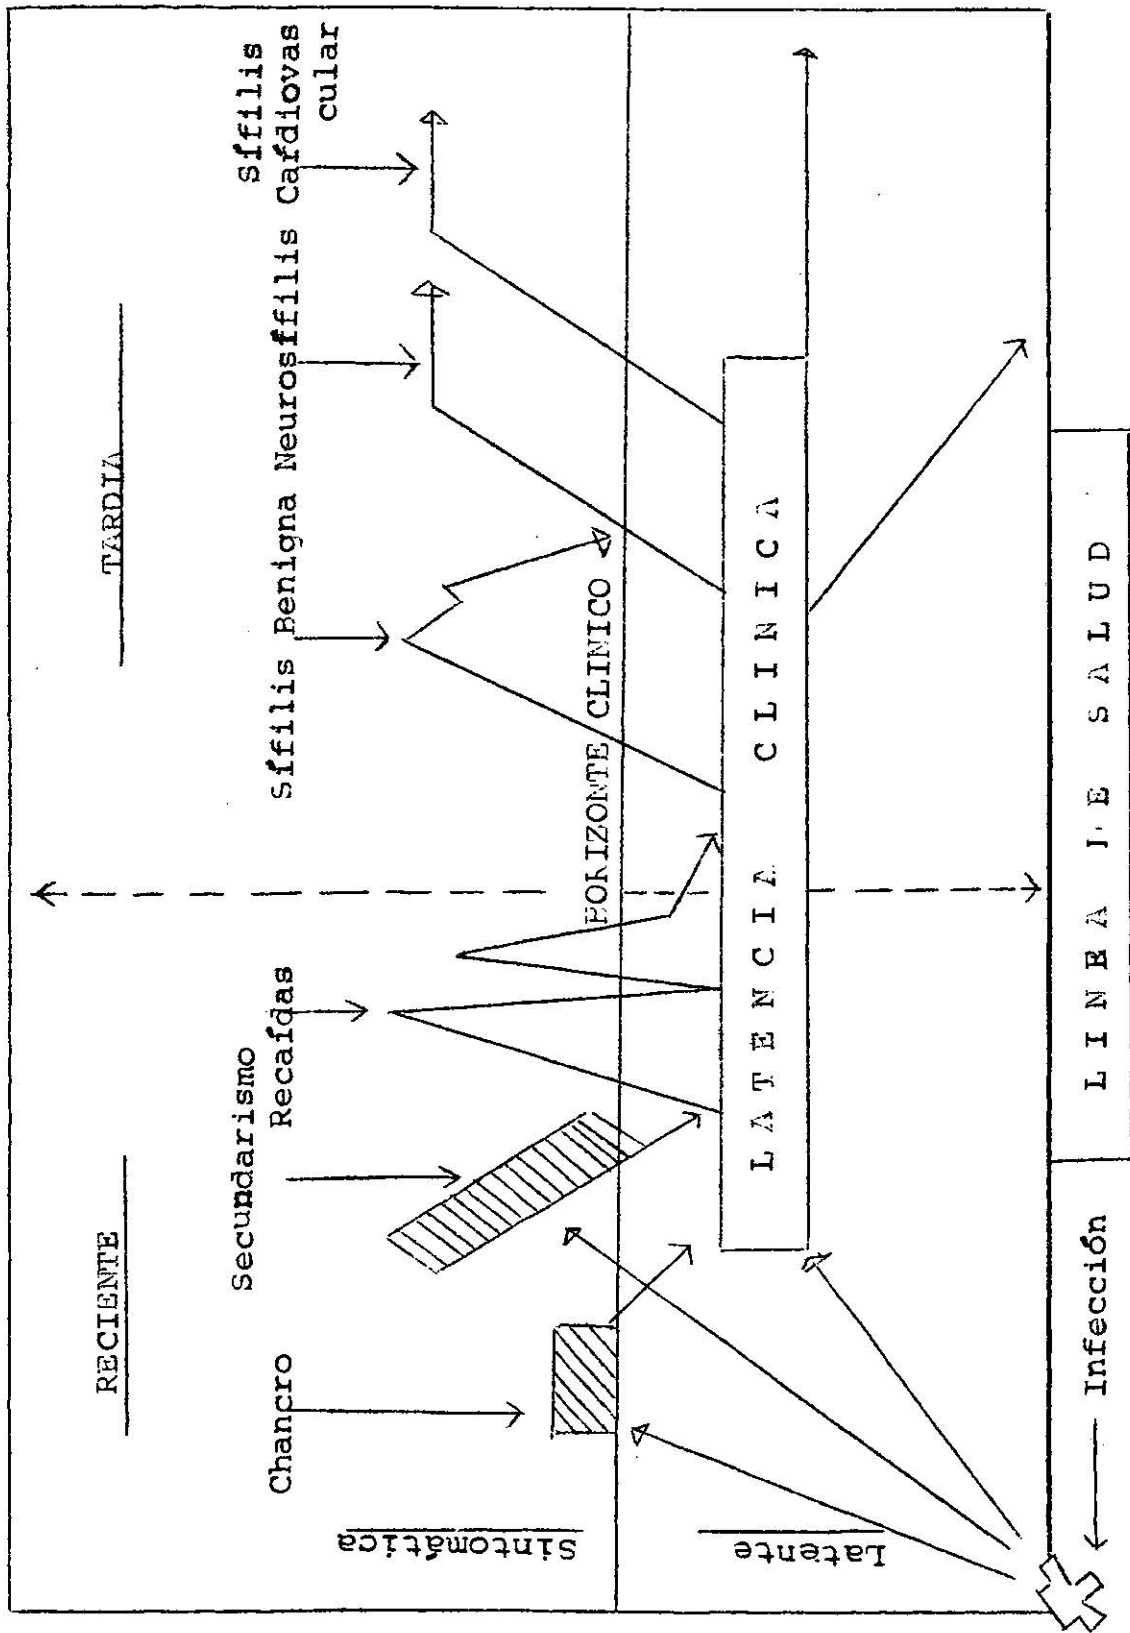 RECIENTE
TARDIA
Sífilis
Cardiovas
cular
Secundarismo
Chancro
Recaídas
Sífilis Benigna
Neurosífilis
Sintomática
HORIZONTE CLINICO
Latente
LATENCIA CLINICA
LINEA DE SALUD
Infección